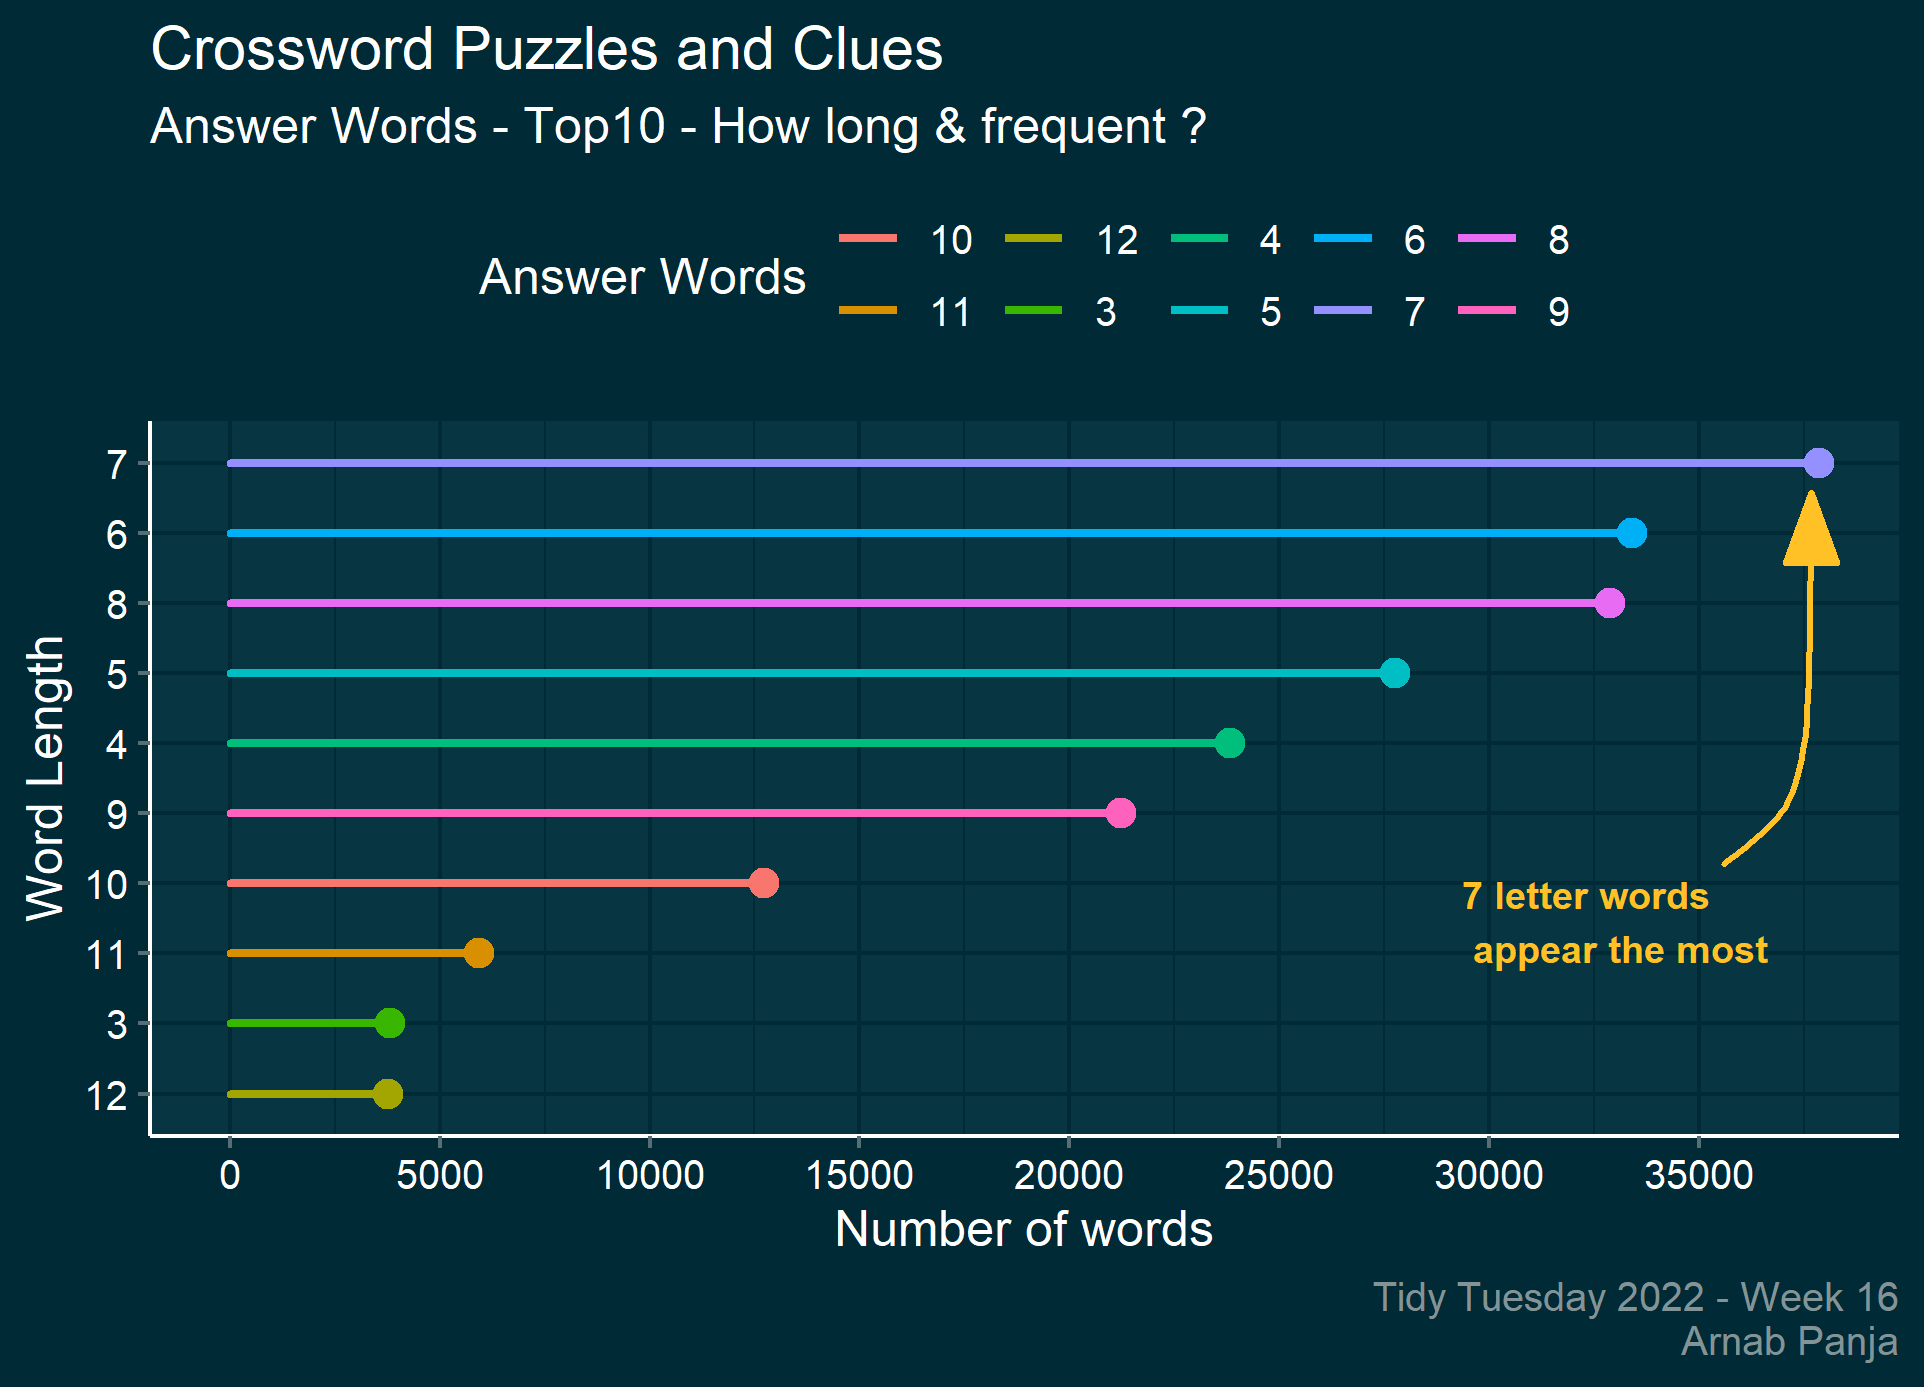 Crossword Puzzles and Clues
Answer Words - Top10 - How long & frequent ?
Answer Words
10 12 4 6 8
11 3 5 7 9
Word Length
7
6
8
5
4
9
10
11
3
12
7 letter words
appear the most
0 5000 10000 15000 20000 25000 30000 35000
Number of words
Tidy Tuesday 2022 - Week 16
Arnab Panja